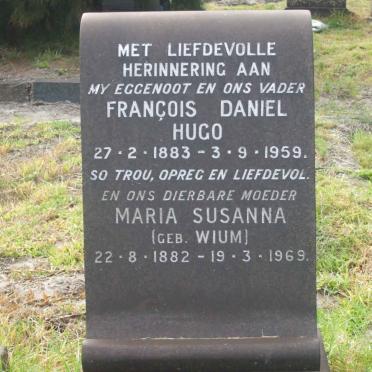 MET LIEFDEVOLLE
HERINNERING AAN
MY EGGENOOT EN ONS VADER
FRANÇOIS DANIEL
HUGO
27·2·1883–3·9·1959.
SO TROU, OPREG EN LIEFDEVOL.
EN ONS DIERBARE MOEDER
MARIA SUSANNA
(GEB. WIUM)
22·8·1882–19·3·1969.